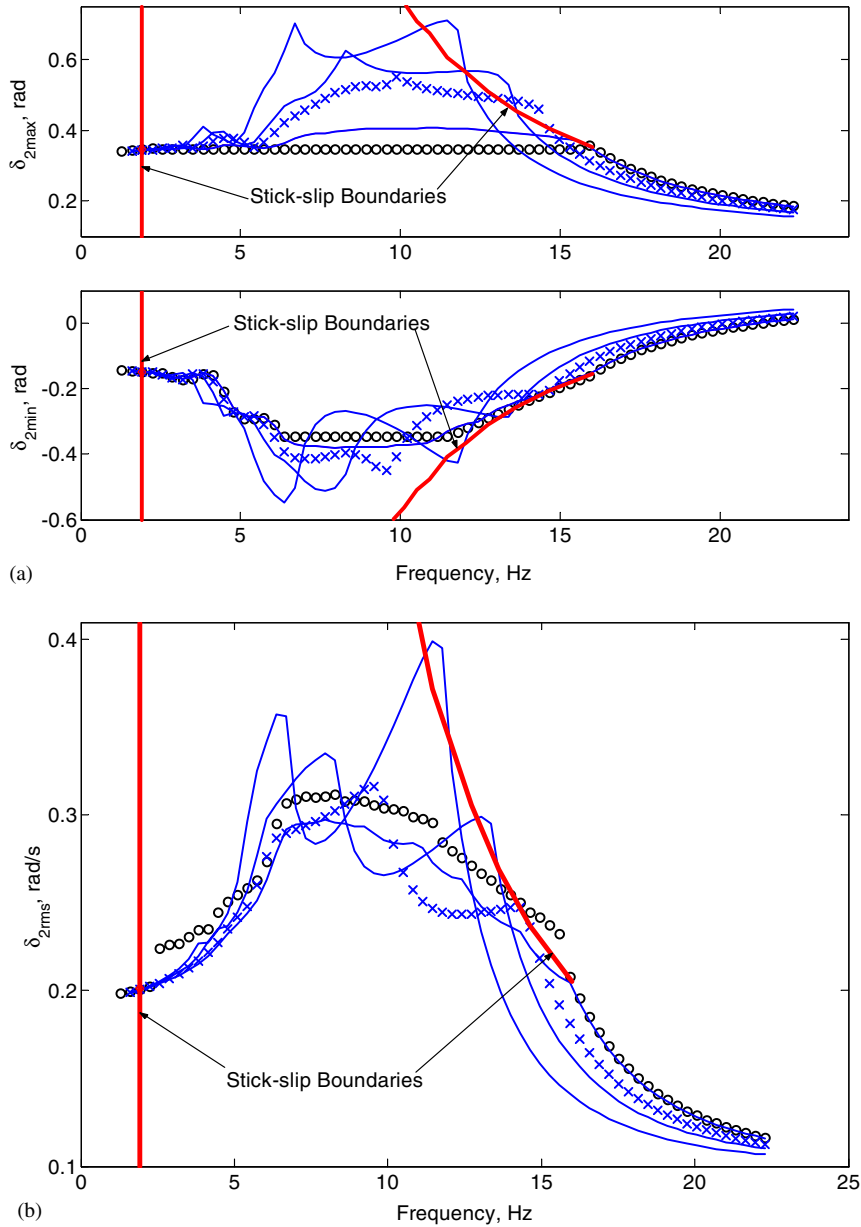 0.6
0.4
0.2
δ2max, rad
Stick-slip Boundaries
0 5 10 15 20
0
-0.2
-0.4
-0.6
δ2min, rad
Stick-slip Boundaries
0 5 10 15 20
(a)
Frequency, Hz
0.4
0.3
0.2
0.1
δ2rms, rad/s
Stick-slip Boundaries
0 5 10 15 20 25
(b)
Frequency, Hz